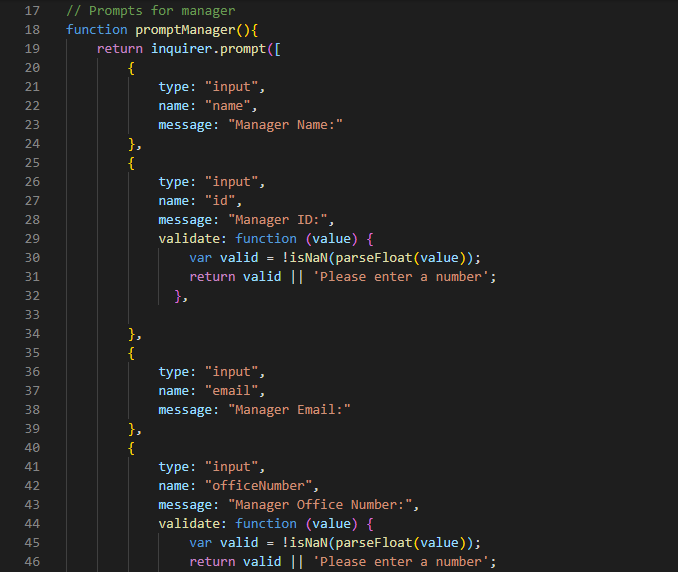 17 // Prompts for manager
18 function promptManager(){
19     return inquirer.prompt([
20         {
21             type: "input",
22             name: "name",
23             message: "Manager Name:"
24         },
25         {
26             type: "input",
27             name: "id",
28             message: "Manager ID:",
29             validate: function (value) {
30                 var valid = !isNaN(parseFloat(value));
31                 return valid || 'Please enter a number';
32               },
33
34         },
35         {
36             type: "input",
37             name: "email",
38             message: "Manager Email:"
39         },
40         {
41             type: "input",
42             name: "officeNumber",
43             message: "Manager Office Number:",
44             validate: function (value) {
45                 var valid = !isNaN(parseFloat(value));
46                 return valid || 'Please enter a number';